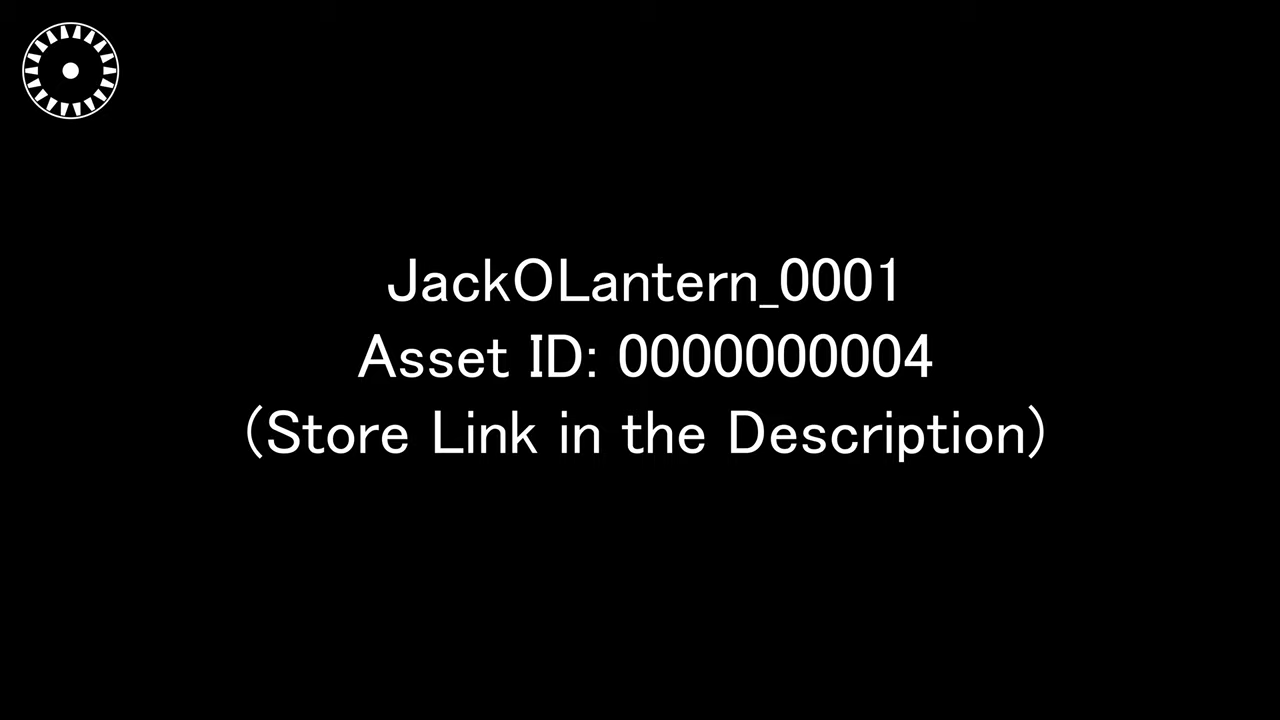 JackOLantern_0001
Asset ID: 0000000004
(Store Link in the Description)